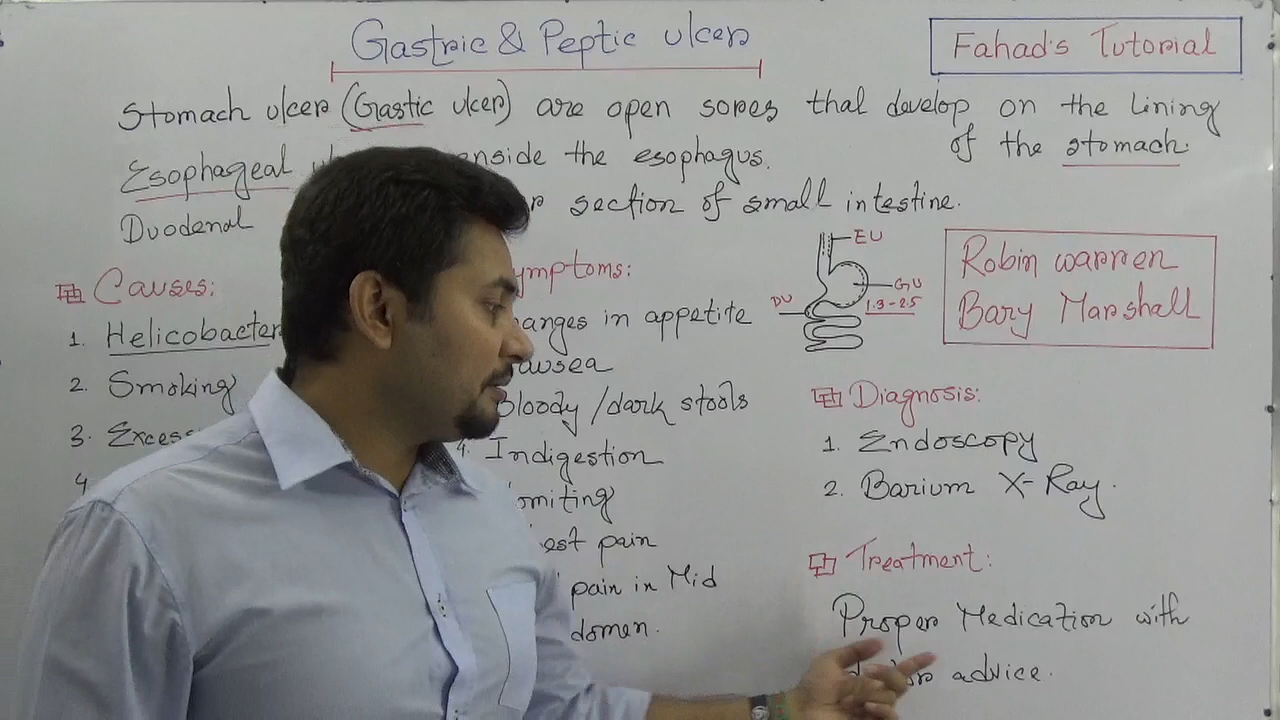 Gastric & Peptic ulcer
Fahad's Tutorial
Stomach ulcer (Gastic ulcer) are open sores that develop on the lining
of the stomach.
Esophageal inside the esophagus.
Duodenal section of small intestine.
Causes:
1. Helicobacter
2. Smoking
3. Excess
4
ymptoms:
anges in appetite
ausea
Bloody / dark stools
4. Indigestion
omiting
est pain
pain in Mid
domen.
EU
GU
1.3-2.5
DU
Robin warren
Bary Marshall
Diagnosis:
1. Endoscopy
2. Barium X-Ray.
Treatment:
Proper Medication with
advice.